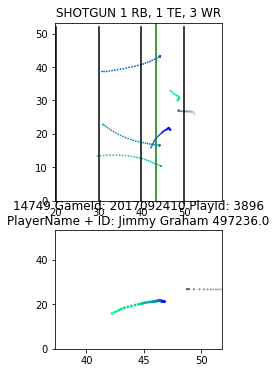 SHOTGUN 1 RB, 1 TE, 3 WR
50
40
30
20
10
0
20 30 40 50
14749 GameId: 2017092410 PlayId: 3896
PlayerName + ID: Jimmy Graham 497236.0
40
20
0
40 45 50